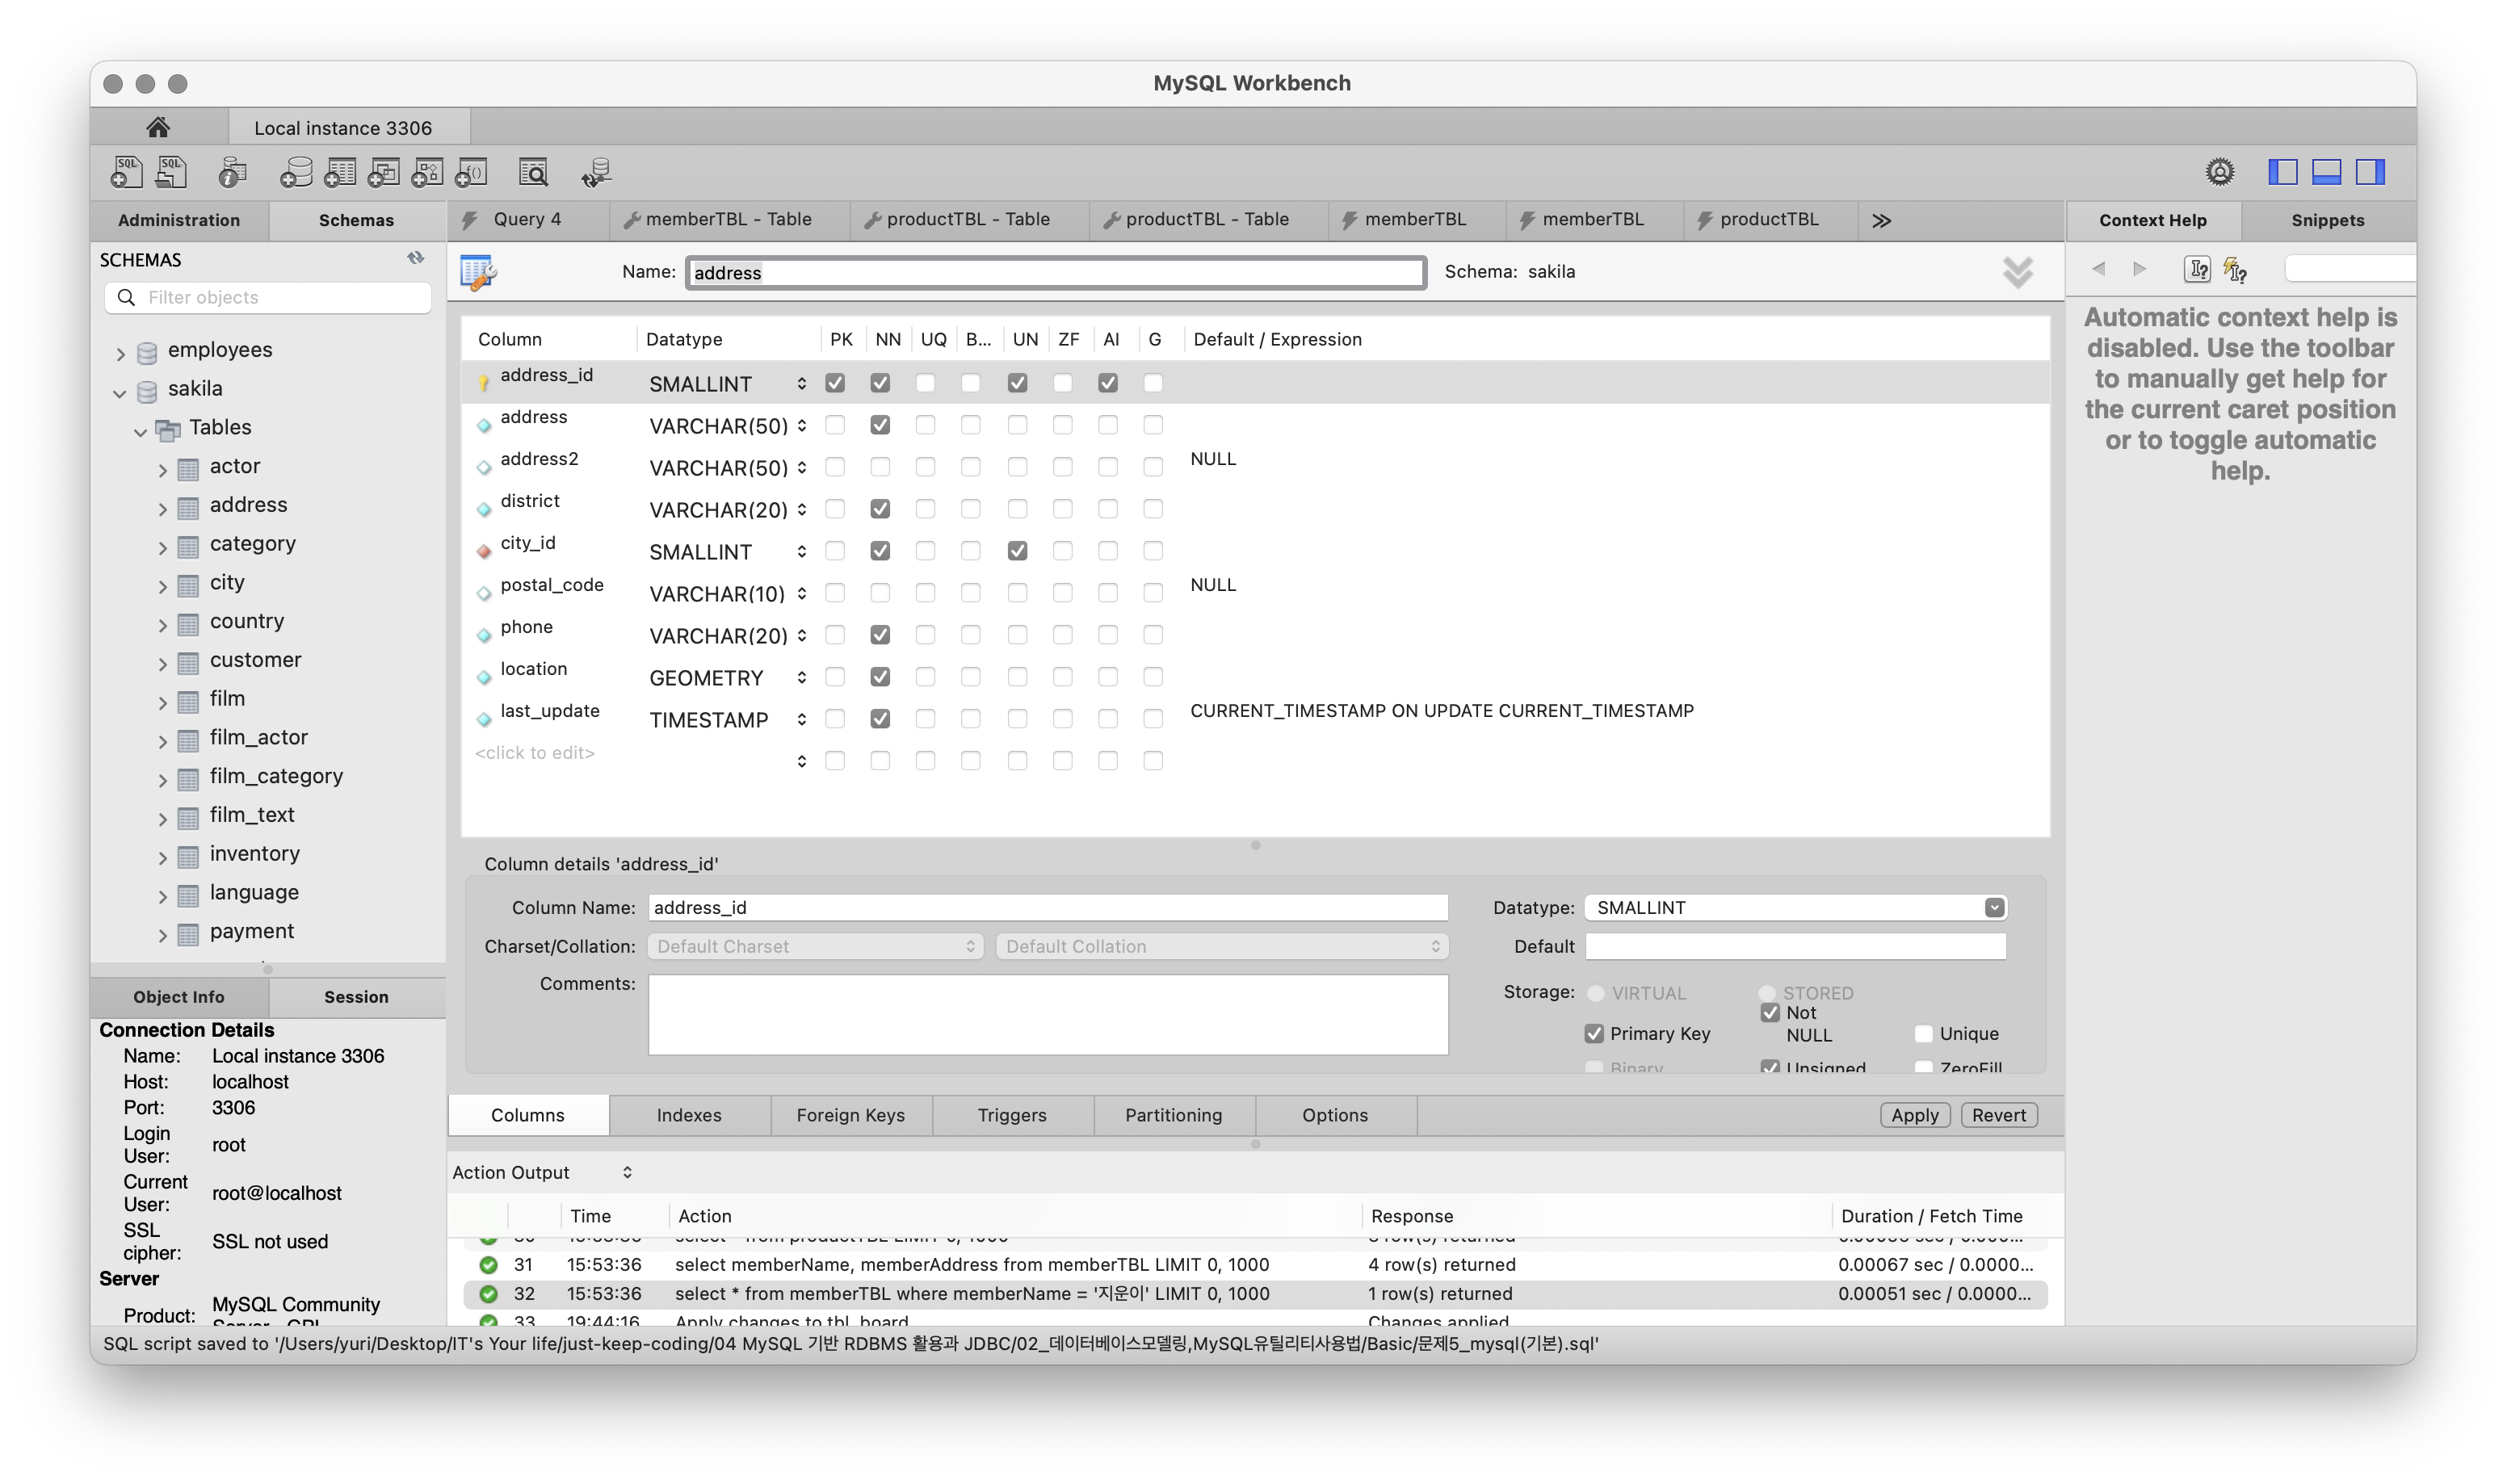 MySQL Workbench
Local instance 3306
Administration Schemas
Query 4 memberTBL - Table productTBL - Table productTBL - Table memberTBL memberTBL productTBL
Context Help Snippets
SCHEMAS
Filter objects
employees
sakila
Tables
actor
address
category
city
country
customer
film
film_actor
film_category
film_text
inventory
language
payment
Name: address Schema: sakila
Column Datatype PK NN UQ B... UN ZF AI G Default / Expression
address_id SMALLINT
address VARCHAR(50)
address2 VARCHAR(50) NULL
district VARCHAR(20)
city_id SMALLINT
postal_code VARCHAR(10) NULL
phone VARCHAR(20)
location GEOMETRY
last_update TIMESTAMP CURRENT_TIMESTAMP ON UPDATE CURRENT_TIMESTAMP
<click to edit>
Automatic context help is
disabled. Use the toolbar
to manually get help for
the current caret position
or to toggle automatic
help.
Column details 'address_id'
Column Name: address_id Datatype: SMALLINT
Charset/Collation: Default Charset Default Collation Default
Comments:
Storage: VIRTUAL STORED
Primary Key Not NULL Unique
Binary Unsigned ZeroFill
Columns Indexes Foreign Keys Triggers Partitioning Options Apply Revert
Object Info Session
Connection Details
Name: Local instance 3306
Host: localhost
Port: 3306
Login User: root
Current User: root@localhost
SSL cipher: SSL not used
Server
Product: MySQL Community
Action Output
Time Action Response Duration / Fetch Time
31 15:53:36 select memberName, memberAddress from memberTBL LIMIT 0, 1000 4 row(s) returned 0.00067 sec / 0.0000...
32 15:53:36 select * from memberTBL where memberName = '지운이' LIMIT 0, 1000 1 row(s) returned 0.00051 sec / 0.0000...
33 19:44:16 Apply changes to tbl_board Changes applied
SQL script saved to '/Users/yuri/Desktop/IT's Your life/just-keep-coding/04 MySQL 기반 RDBMS 활용과 JDBC/02_데이터베이스모델링,MySQL유틸리티사용법/Basic/문제5_mysql(기본).sql'